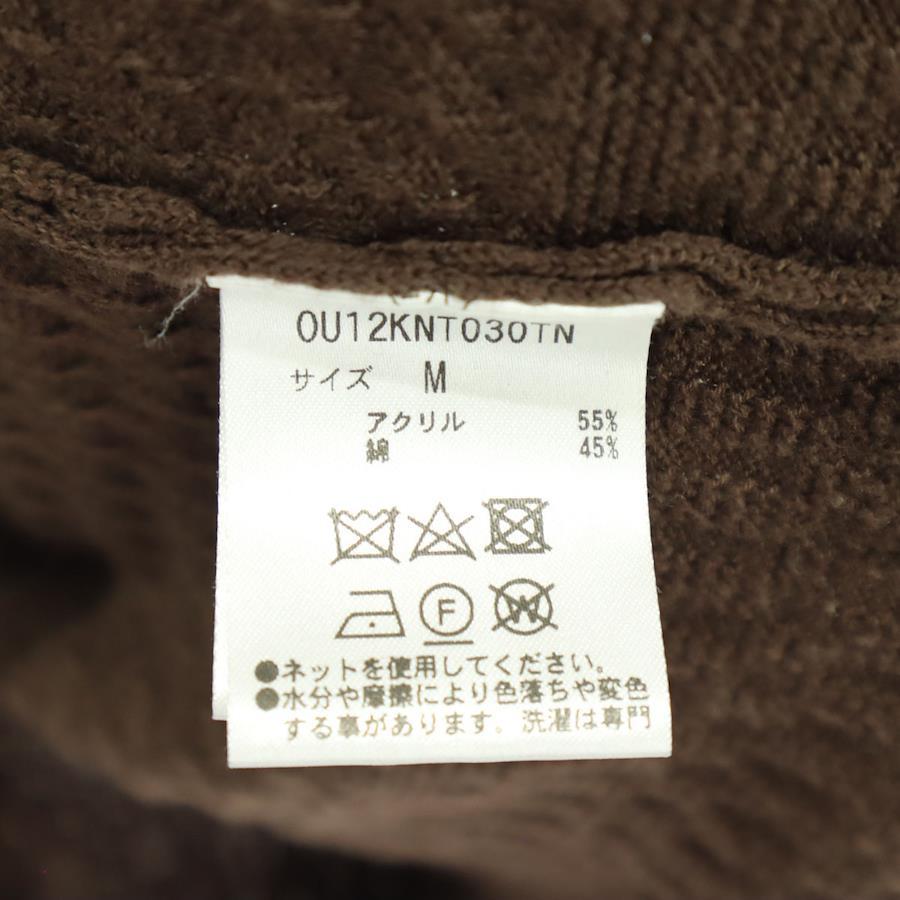 0U12KNT030TN
サイズ M
アクリル 55%
綿 45%
F
W
●ネットを使用してください。
●水分や摩擦により色落ちや変色
する事があります。洗濯は専門